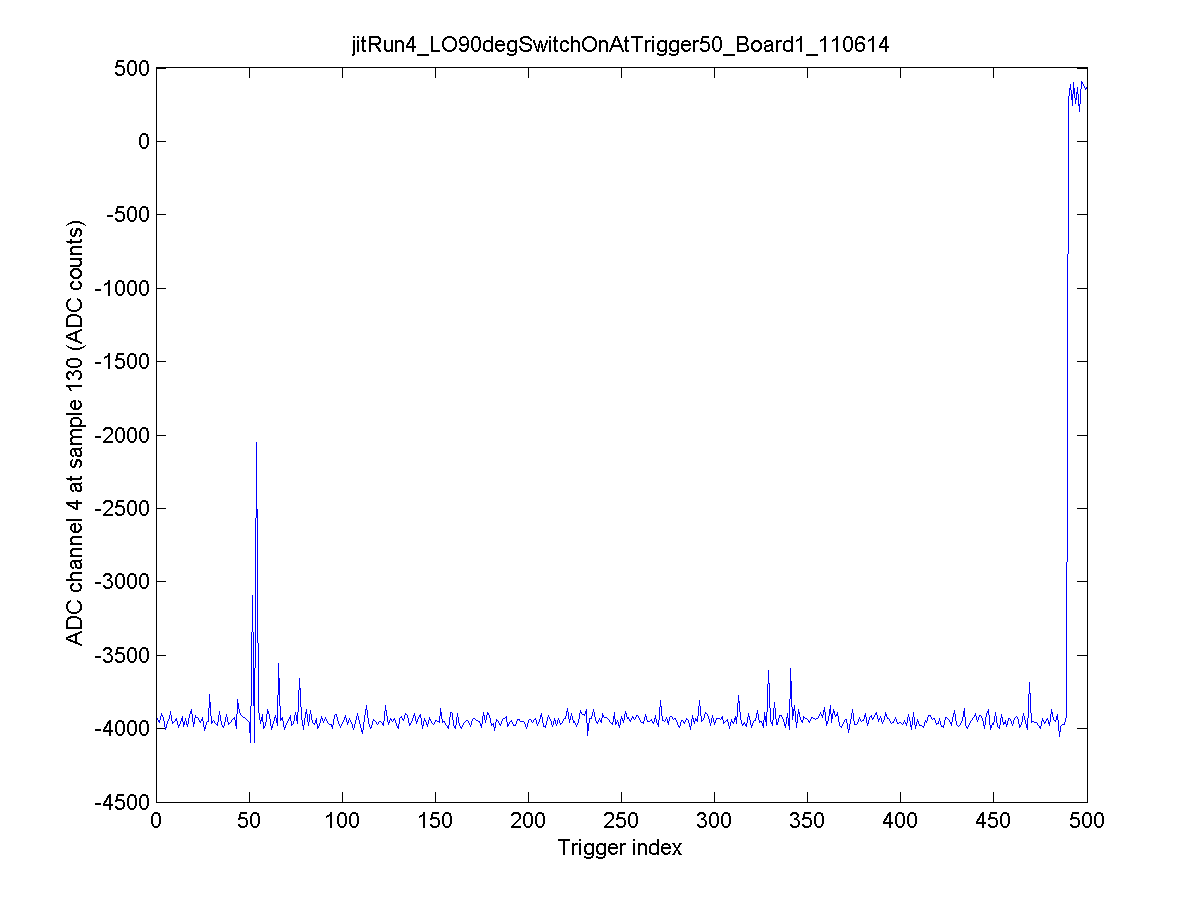 jitRun4_LO90degSwitchOnAtTrigger50_Board1_110614
500
0
-500
-1000
-1500
-2000
-2500
-3000
-3500
-4000
-4500
ADC channel 4 at sample 130 (ADC counts)
0 50 100 150 200 250 300 350 400 450 500
Trigger index